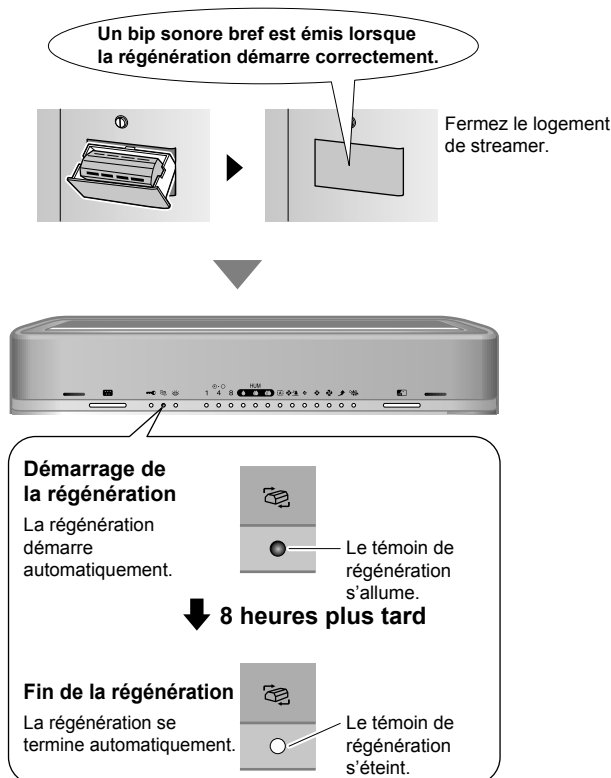 Un bip sonore bref est émis lorsque
la régénération démarre correctement.
Fermez le logement
de streamer.
HUM
1 4 8
Démarrage de
la régénération
La régénération
démarre
automatiquement.
Le témoin de
régénération
s'allume.
8 heures plus tard
Fin de la régénération
La régénération se
termine automatiquement.
Le témoin de
régénération
s'éteint.